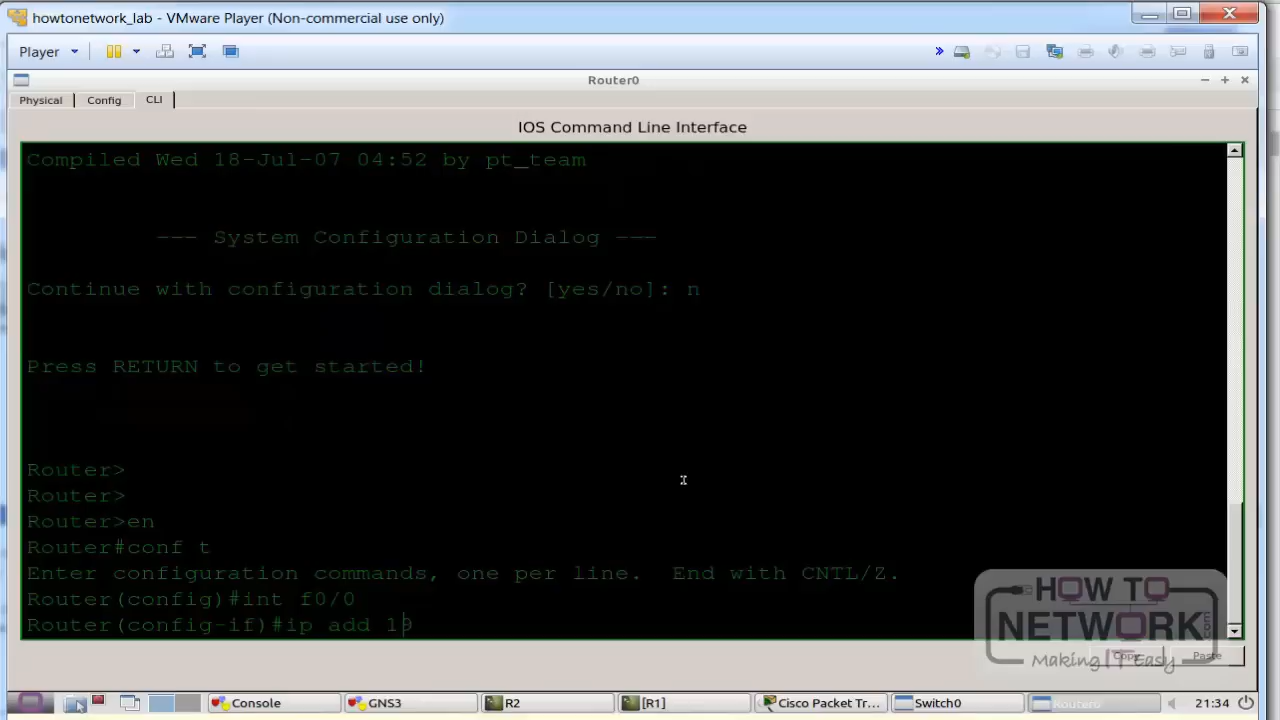 howtonetwork_lab - VMware Player (Non-commercial use only)
Player
Router0
Physical Config CLI
IOS Command Line Interface
Compiled Wed 18-Jul-07 04:52 by pt_team
--- System Configuration Dialog ---
Continue with configuration dialog? [yes/no]: n
Press RETURN to get started!
Router>
Router>
Router>en
Router#conf t
Enter configuration commands, one per line.  End with CNTL/Z.
Router(config)#int f0/0
Router(config-if)#ip add 19
HOW TO
NETWORK.com
Making IT Easy
Copy Paste
Console GNS3 R2 [R1] Cisco Packet Tr... Switch0 Router0 21:34